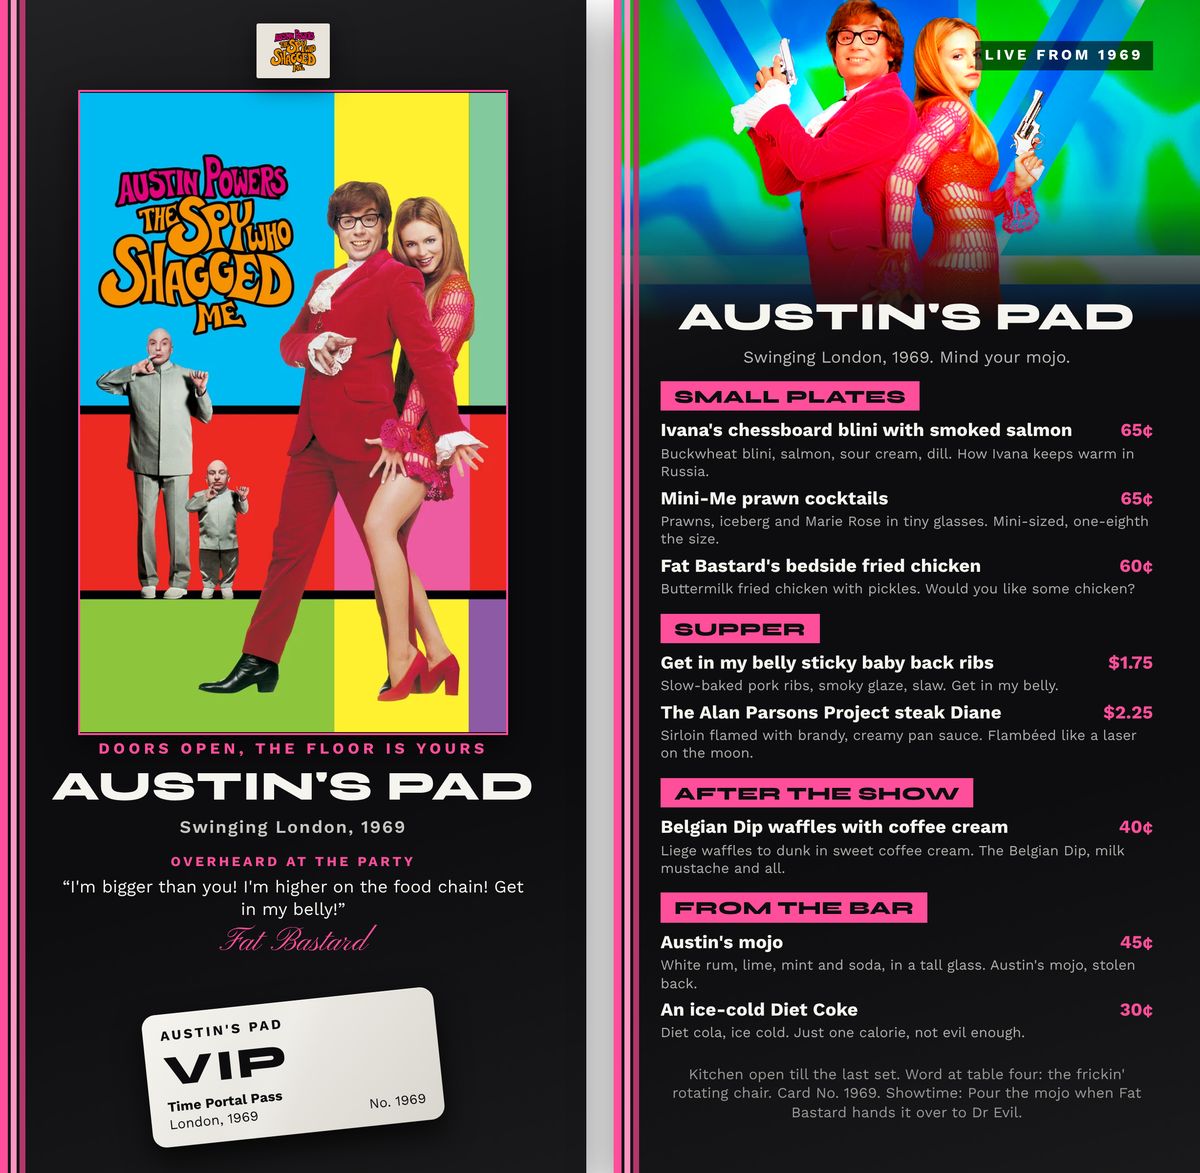 AUSTIN POWERS
THE SPY WHO
SHAGGED
ME
AUSTIN POWERS
THE SPY WHO
SHAGGED
ME
DOORS OPEN, THE FLOOR IS YOURS
AUSTIN'S PAD
Swinging London, 1969
OVERHEARD AT THE PARTY
“I'm bigger than you! I'm higher on the food chain! Get
in my belly!”
Fat Bastard
AUSTIN'S PAD
VIP
Time Portal Pass
London, 1969
No. 1969
LIVE FROM 1969
AUSTIN'S PAD
Swinging London, 1969. Mind your mojo.
SMALL PLATES
Ivana's chessboard blini with smoked salmon 65¢
Buckwheat blini, salmon, sour cream, dill. How Ivana keeps warm in
Russia.
Mini-Me prawn cocktails 65¢
Prawns, iceberg and Marie Rose in tiny glasses. Mini-sized, one-eighth
the size.
Fat Bastard's bedside fried chicken 60¢
Buttermilk fried chicken with pickles. Would you like some chicken?
SUPPER
Get in my belly sticky baby back ribs $1.75
Slow-baked pork ribs, smoky glaze, slaw. Get in my belly.
The Alan Parsons Project steak Diane $2.25
Sirloin flamed with brandy, creamy pan sauce. Flambéed like a laser
on the moon.
AFTER THE SHOW
Belgian Dip waffles with coffee cream 40¢
Liege waffles to dunk in sweet coffee cream. The Belgian Dip, milk
mustache and all.
FROM THE BAR
Austin's mojo 45¢
White rum, lime, mint and soda, in a tall glass. Austin's mojo, stolen
back.
An ice-cold Diet Coke 30¢
Diet cola, ice cold. Just one calorie, not evil enough.
Kitchen open till the last set. Word at table four: the frickin'
rotating chair. Card No. 1969. Showtime: Pour the mojo when Fat
Bastard hands it over to Dr Evil.